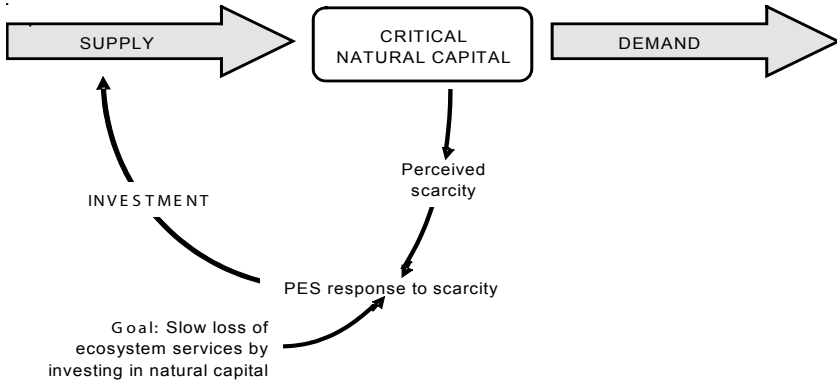 SUPPLY
CRITICAL
NATURAL CAPITAL
DEMAND
Perceived
scarcity
INVESTMENT
PES response to scarcity
Goal: Slow loss of
ecosystem services by
investing in natural capital